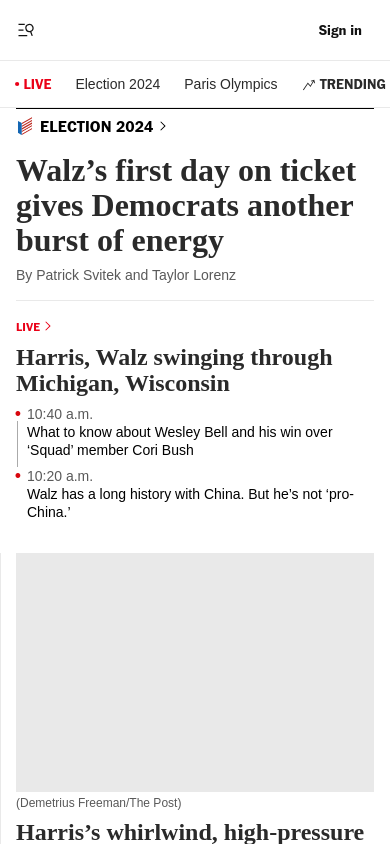 Sign in
LIVE
Election 2024
Paris Olympics
TRENDING
ELECTION 2024
Walz’s first day on ticket
gives Democrats another
burst of energy
By Patrick Svitek and Taylor Lorenz
LIVE
Harris, Walz swinging through
Michigan, Wisconsin
10:40 a.m.
What to know about Wesley Bell and his win over
‘Squad’ member Cori Bush
10:20 a.m.
Walz has a long history with China. But he’s not ‘pro-
China.’
(Demetrius Freeman/The Post)
Harris’s whirlwind, high-pressure